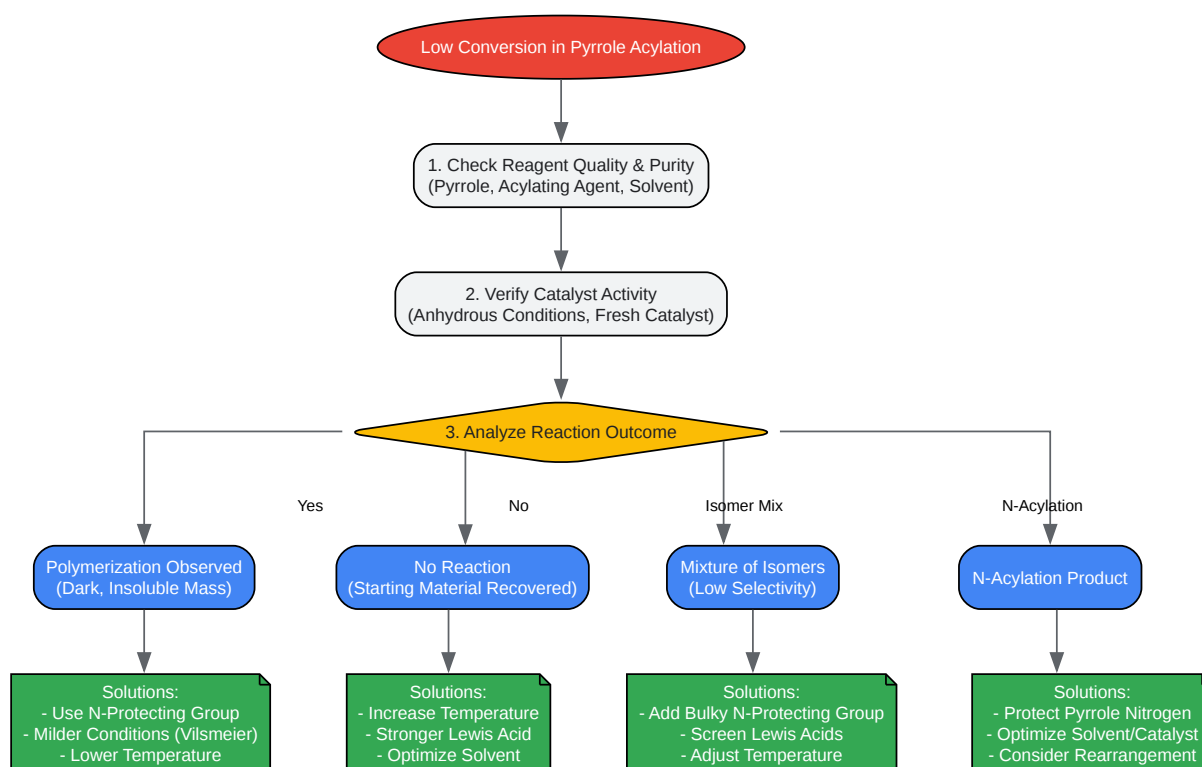 Low Conversion in Pyrrole Acylation
1. Check Reagent Quality & Purity
(Pyrrole, Acylating Agent, Solvent)
2. Verify Catalyst Activity
(Anhydrous Conditions, Fresh Catalyst)
3. Analyze Reaction Outcome
Yes
No
Isomer Mix
N-Acylation
Polymerization Observed
(Dark, Insoluble Mass)
No Reaction
(Starting Material Recovered)
Mixture of Isomers
(Low Selectivity)
N-Acylation Product
Solutions:
- Use N-Protecting Group
- Milder Conditions (Vilsmeier)
- Lower Temperature
Solutions:
- Increase Temperature
- Stronger Lewis Acid
- Optimize Solvent
Solutions:
- Add Bulky N-Protecting Group
- Screen Lewis Acids
- Adjust Temperature
Solutions:
- Protect Pyrrole Nitrogen
- Optimize Solvent/Catalyst
- Consider Rearrangement